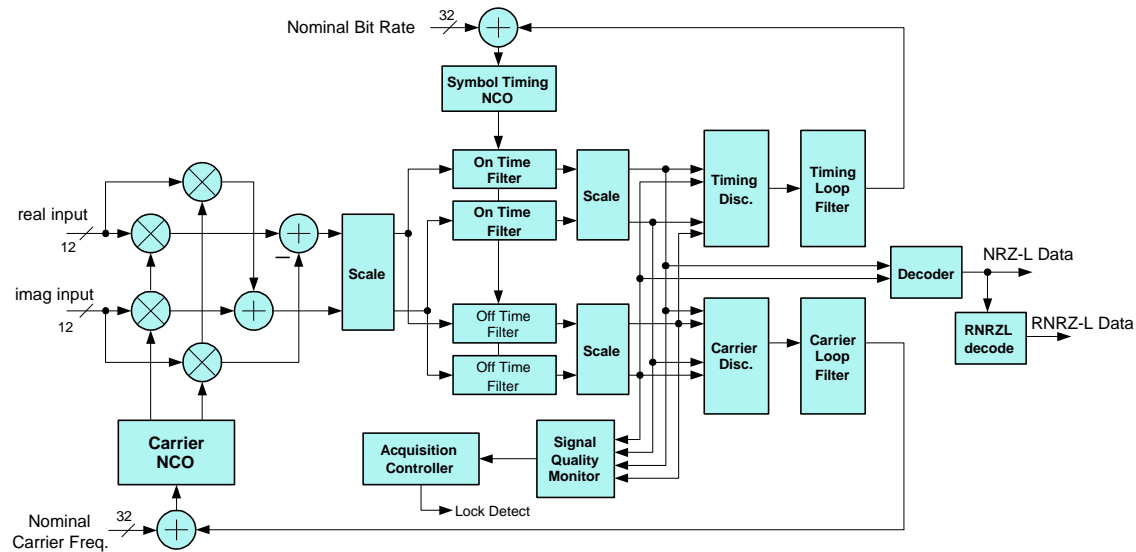 Nominal Bit Rate
32
Symbol Timing
NCO
real input
12
imag input
12
Scale
On Time
Filter
On Time
Filter
Scale
Off Time
Filter
Off Time
Filter
Scale
Timing
Disc.
Timing
Loop
Filter
Carrier
Disc.
Carrier
Loop
Filter
Decoder
NRZ-L Data
RNRZL
decode
RNRZ-L Data
Carrier
NCO
Acquisition
Controller
Signal
Quality
Monitor
Lock Detect
Nominal
Carrier Freq.
32